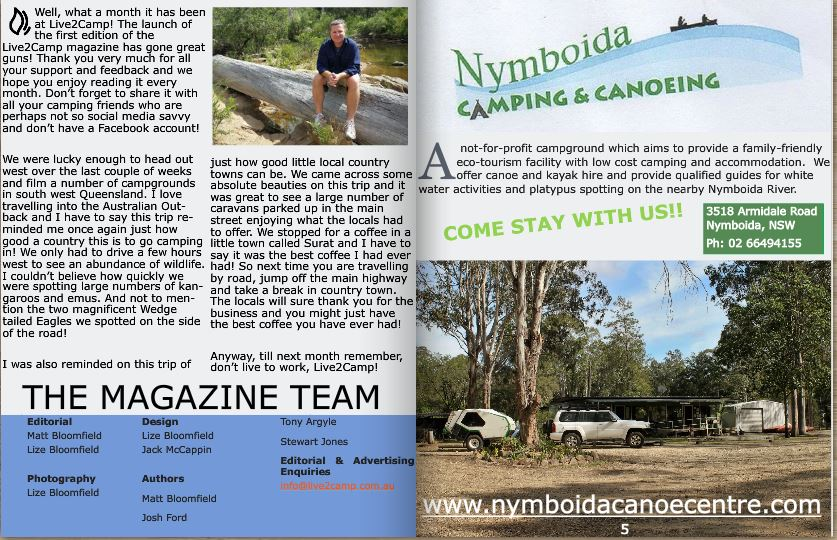 Well, what a month it has been
at Live2Camp! The launch of
the first edition of the
Live2Camp magazine has gone great
guns! Thank you very much for all
your support and feedback and we
hope you enjoy reading it every
month. Don't forget to share it with
all your camping friends who are
perhaps not so social media savvy
and don't have a Facebook account!
We were lucky enough to head out
west over the last couple of weeks
and film a number of campgrounds
in south west Queensland. I love
travelling into the Australian Out-
back and I have to say this trip re-
minded me once again just how
good a country this is to go camping
in! We only had to drive a few hours
west to see an abundance of wildlife.
I couldn't believe how quickly we
were spotting large numbers of kan-
garoos and emus. And not to men-
tion the two magnificent Wedge
tailed Eagles we spotted on the side
of the road!
I was also reminded on this trip of
just how good little local country
towns can be. We came across some
absolute beauties on this trip and it
was great to see a large number of
caravans parked up in the main
street enjoying what the locals had
to offer. We stopped for a coffee in a
little town called Surat and I have to
say it was the best coffee I had ever
had! So next time you are travelling
by road, jump off the main highway
and take a break in country town.
The locals will sure thank you for the
business and you might just have
the best coffee you have ever had!
Anyway, till next month remember,
don't live to work, Live2Camp!
THE MAGAZINE TEAM
Editorial
Matt Bloomfield
Lize Bloomfield
Photography
Lize Bloomfield
Design
Lize Bloomfield
Jack McCappin
Authors
Matt Bloomfield
Josh Ford
Tony Argyle
Stewart Jones
Editorial & Advertising
Enquiries
info@live2camp.com.au
Nymboida
CAMPING & CANOEING
A not-for-profit campground which aims to provide a family-friendly
eco-tourism facility with low cost camping and accommodation. We
offer canoe and kayak hire and provide qualified guides for white
water activities and platypus spotting on the nearby Nymboida River.
COME STAY WITH US!!
3518 Armidale Road
Nymboida, NSW
Ph: 02 66494155
www.nymboidacanoecentre.com
5